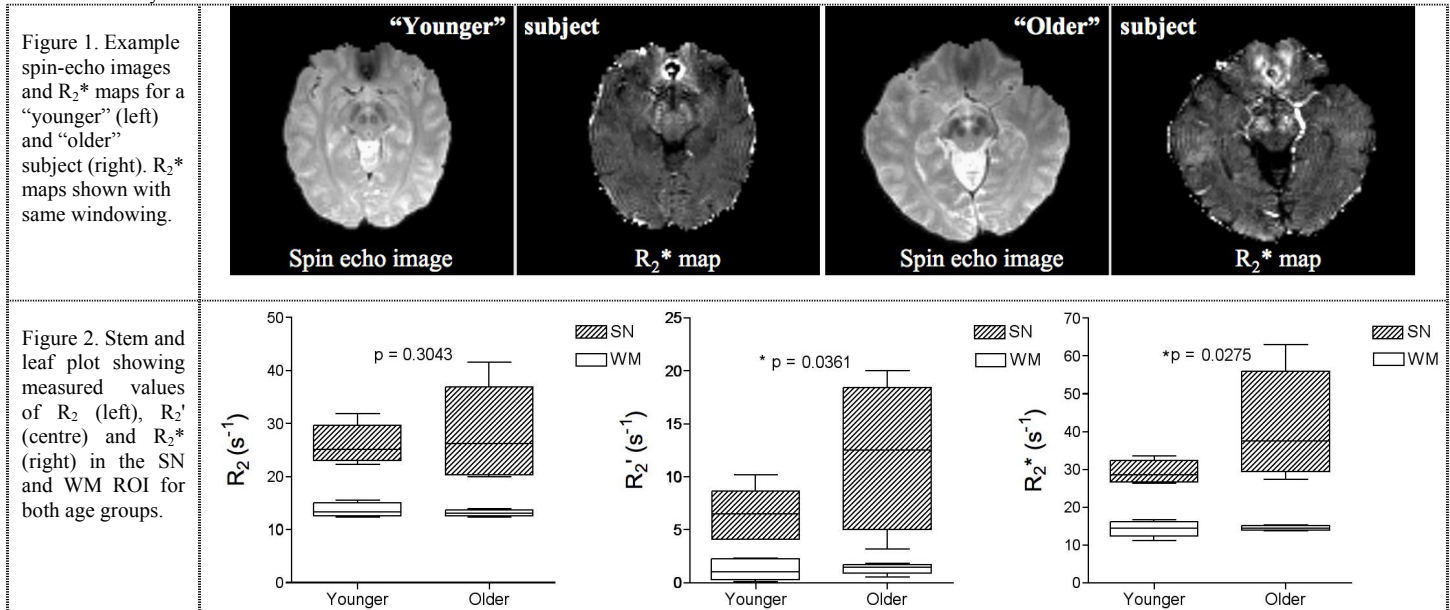 Figure 1. Example
spin-echo images
and R₂* maps for a
“younger” (left)
and “older”
subject (right). R₂*
maps shown with
same windowing.
“Younger” subject
“Older” subject
Spin echo image
R₂* map
Spin echo image
R₂* map
Figure 2. Stem and
leaf plot showing
measured values
of R₂ (left), R₂'
(centre) and R₂*
(right) in the SN
and WM ROI for
both age groups.
50
40
30
20
10
0
R₂ (s⁻¹)
p = 0.3043
SN
WM
Younger Older
25
20
15
10
5
0
R₂' (s⁻¹)
* p = 0.0361
SN
WM
Younger Older
70
60
50
40
30
20
10
0
R₂* (s⁻¹)
*p = 0.0275
SN
WM
Younger Older